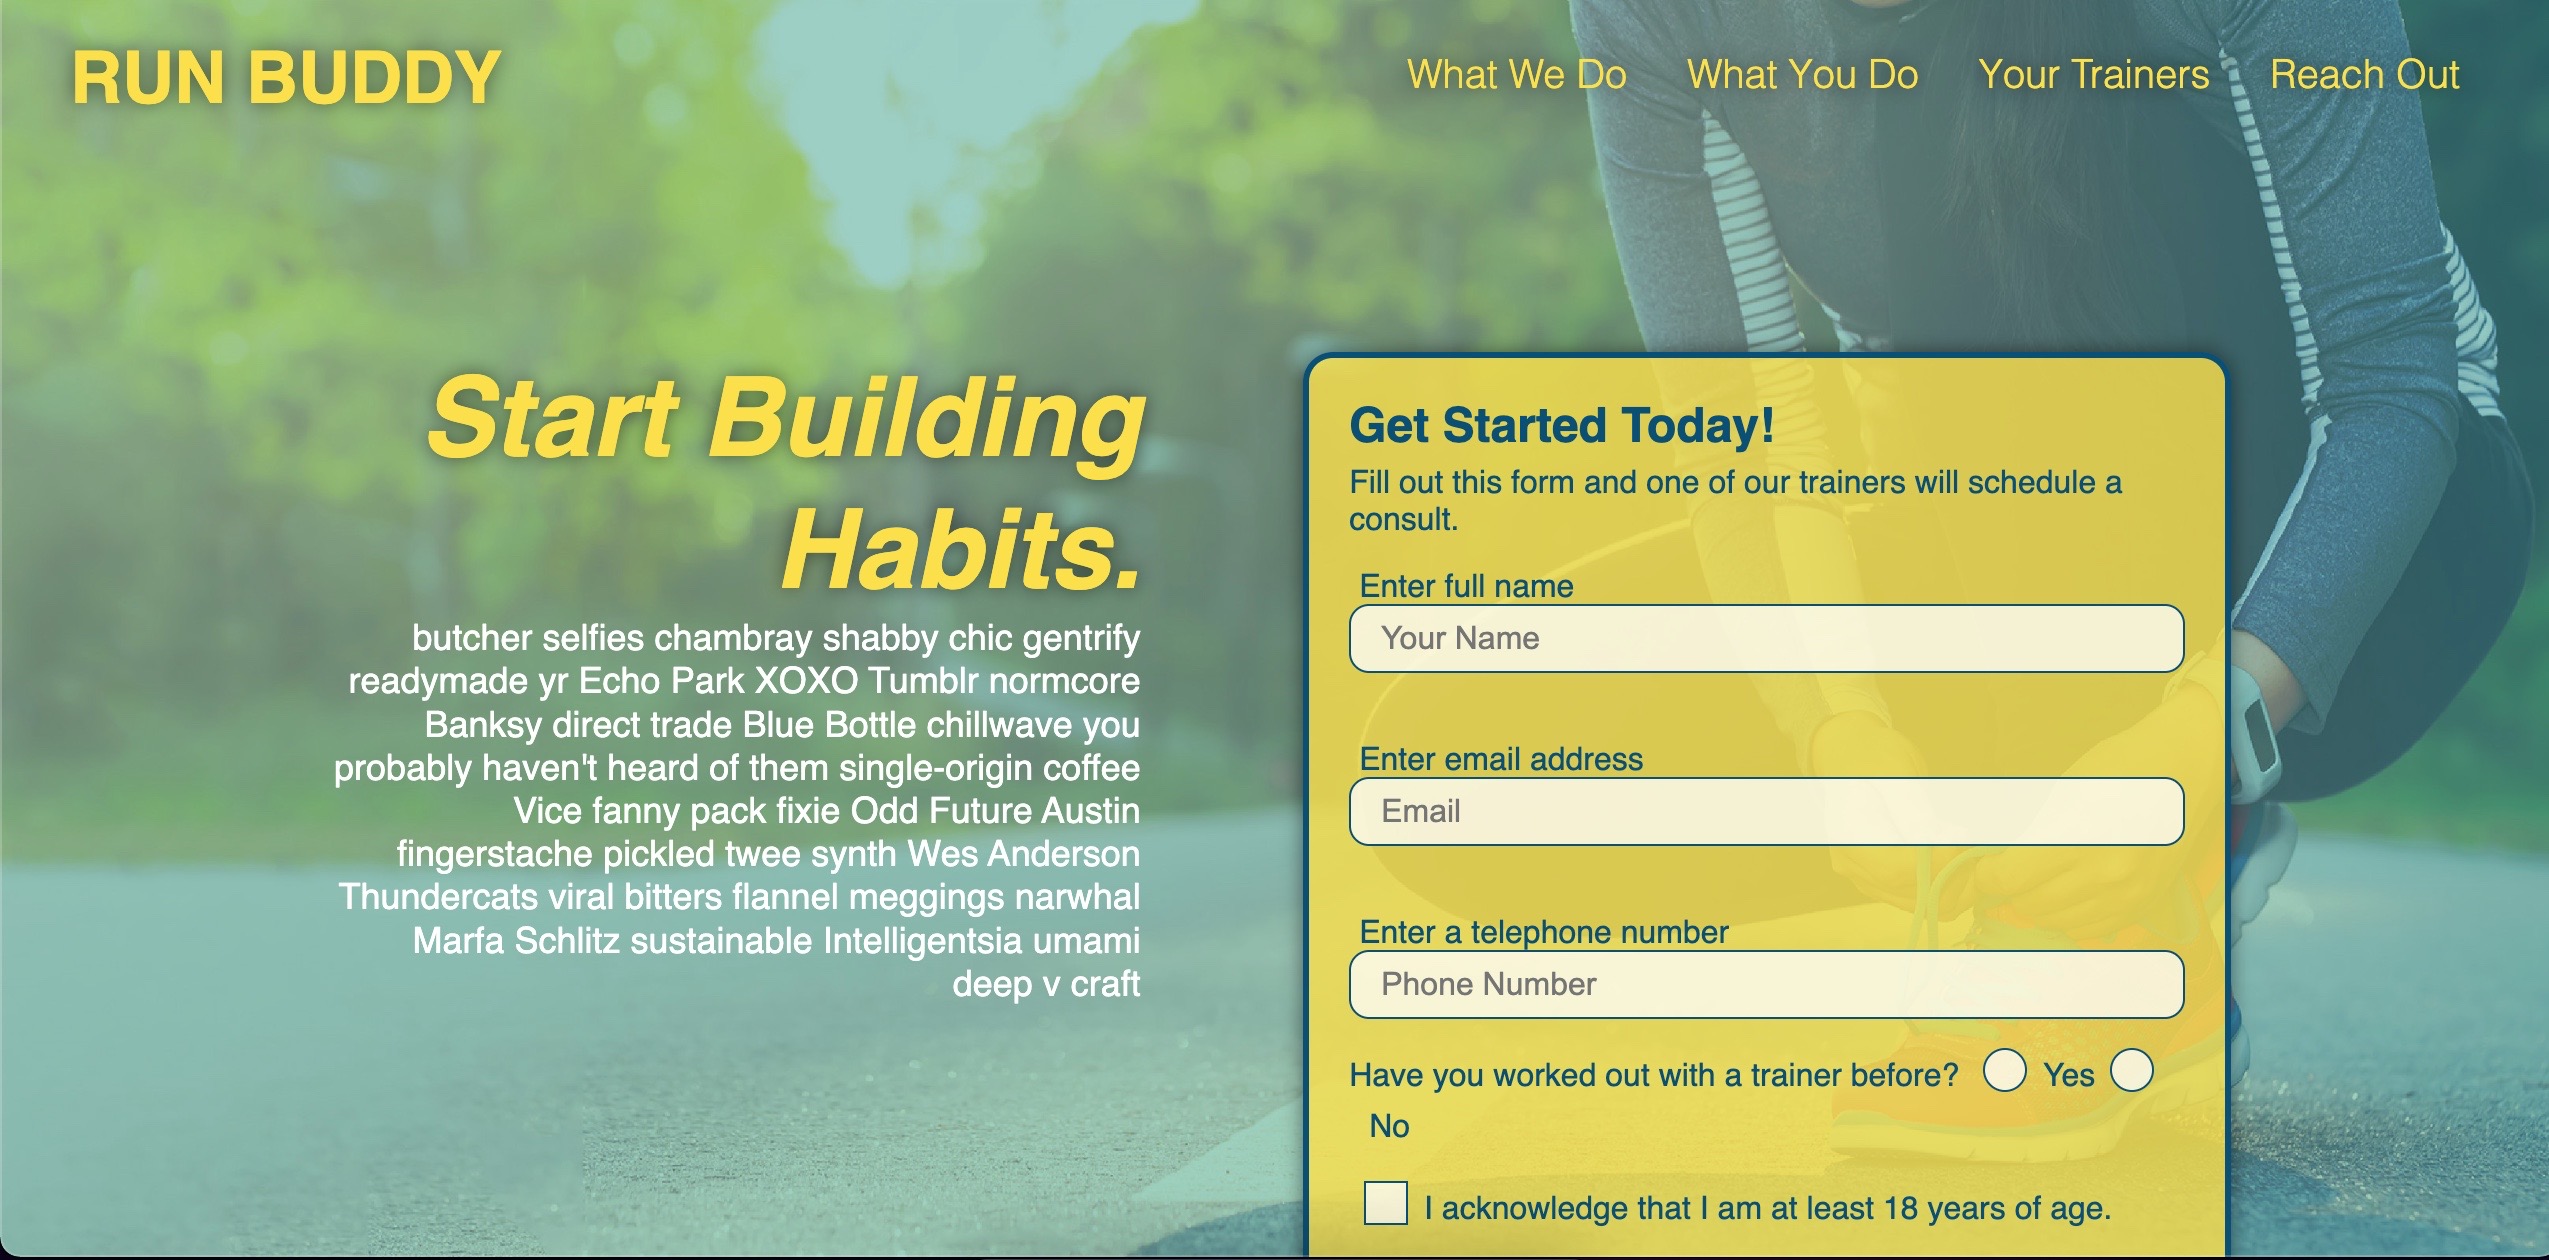 RUN BUDDY
What We Do What You Do Your Trainers Reach Out
Start Building
Habits.
butcher selfies chambray shabby chic gentrify
readymade yr Echo Park XOXO Tumblr normcore
Banksy direct trade Blue Bottle chillwave you
probably haven't heard of them single-origin coffee
Vice fanny pack fixie Odd Future Austin
fingerstache pickled twee synth Wes Anderson
Thundercats viral bitters flannel meggings narwhal
Marfa Schlitz sustainable Intelligentsia umami
deep v craft
Get Started Today!
Fill out this form and one of our trainers will schedule a
consult.
Enter full name
Your Name
Enter email address
Email
Enter a telephone number
Phone Number
Have you worked out with a trainer before? Yes
No
I acknowledge that I am at least 18 years of age.